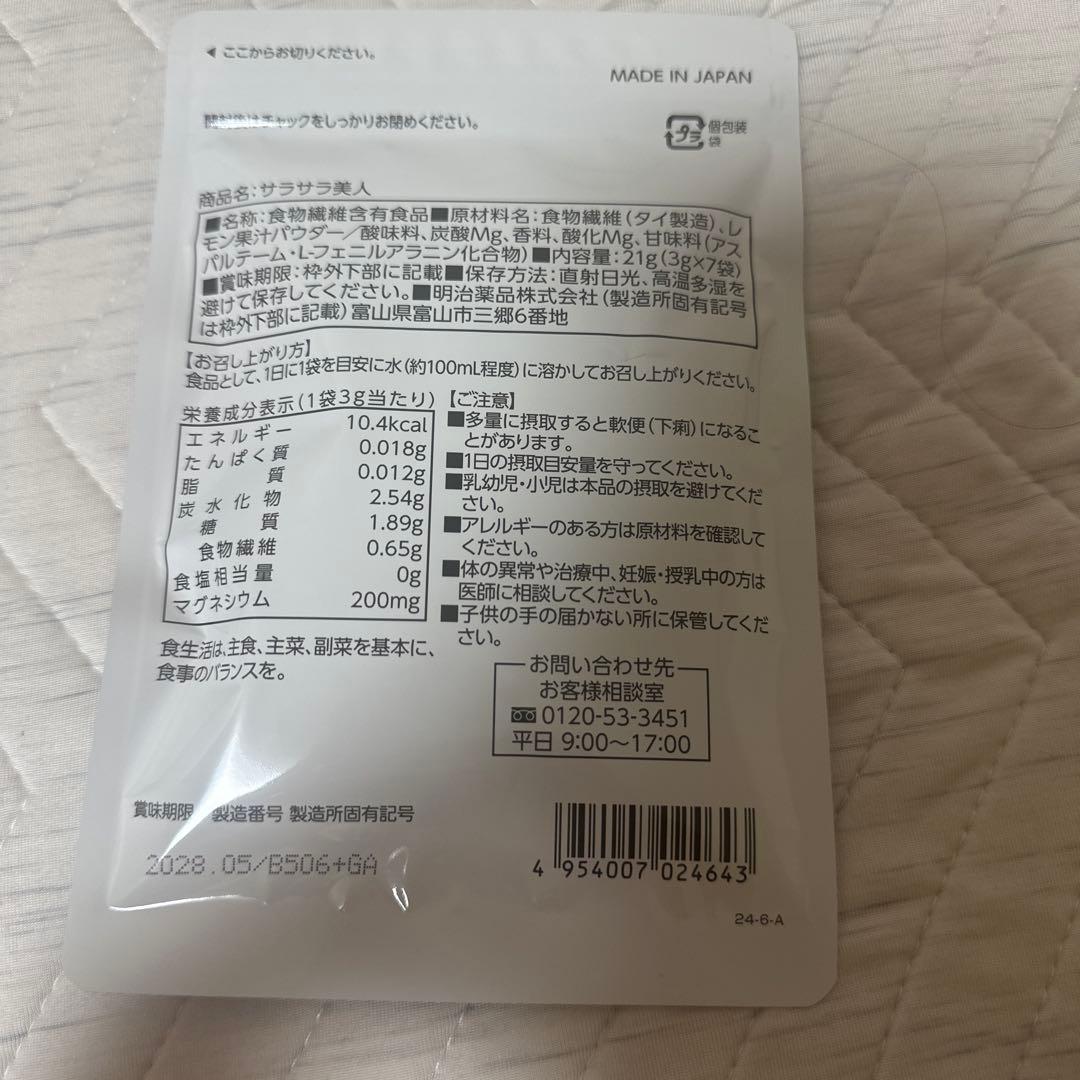 ◀ ここからお切りください。
MADE IN JAPAN
開封後はチャックをしっかりお閉めください。
プラ
個包装
袋
商品名：サラサラ美人
■名称：食物繊維含有食品■原材料名：食物繊維（タイ製造）、レ
モン果汁パウダー／酸味料、炭酸Mg、香料、酸化Mg、甘味料（アス
パルテーム・L-フェニルアラニン化合物）■内容量：21g（3g×7袋）
■賞味期限：枠外下部に記載■保存方法：直射日光、高温多湿を
避けて保存してください。■明治薬品株式会社（製造所固有記号
は枠外下部に記載）富山県富山市三郷6番地
【お召し上がり方】
食品として、1日に1袋を目安に水（約100mL程度）に溶かしてお召し上がりください。
栄養成分表示（1袋3g当たり）
エネルギー 10.4kcal
たんぱく質 0.018g
脂質 0.012g
炭水化物 2.54g
糖質 1.89g
食物繊維 0.65g
食塩相当量 0g
マグネシウム 200mg
【ご注意】
■多量に摂取すると軟便（下痢）になるこ
とがあります。
■1日の摂取目安量を守ってください。
■乳幼児・小児は本品の摂取を避けてくだ
さい。
■アレルギーのある方は原材料を確認して
ください。
■体の異常や治療中、妊娠・授乳中の方は
医師に相談してください。
■子供の手の届かない所に保管してくだ
さい。
食生活は、主食、主菜、副菜を基本に、
食事のバランスを。
お問い合わせ先
お客様相談室
0120-53-3451
平日 9:00～17:00
賞味期限 製造番号 製造所固有記号
2028.05/B506+GA
4 954007 024643
24-6-A